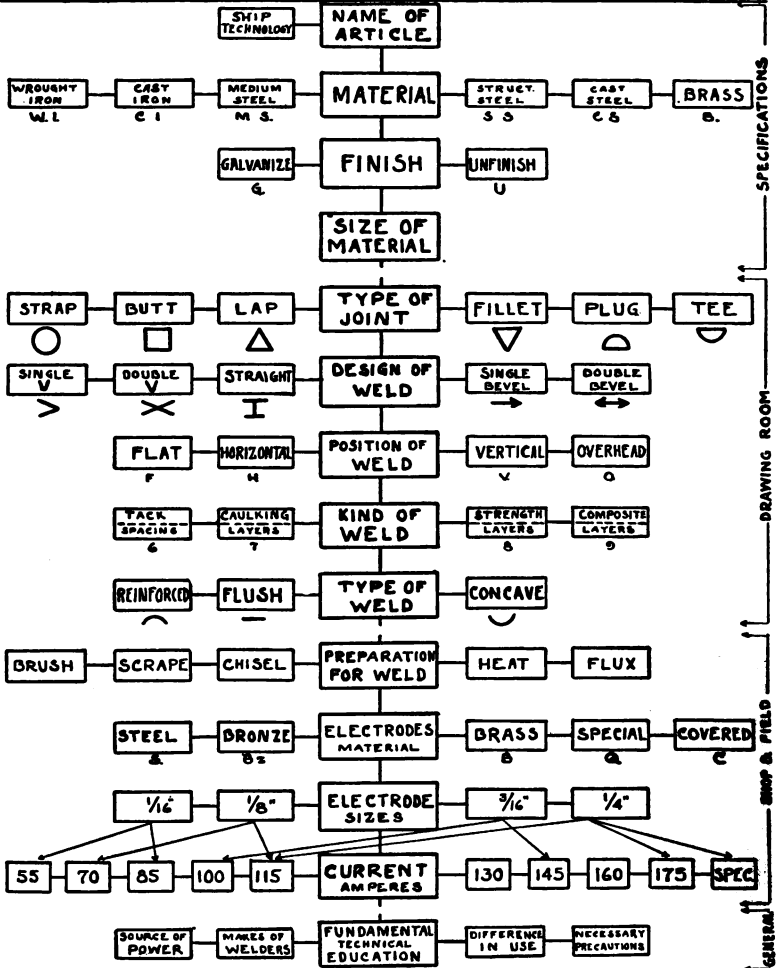 SHIP
TECHNOLOGY
NAME OF
ARTICLE
WROUGHT
IRON
W.I.
CAST
IRON
C I
MEDIUM
STEEL
M S.
MATERIAL
STRUCT.
STEEL
S S
CAST
STEEL
C S
BRASS
B.
GALVANIZE
G
FINISH
UNFINISH
U
SIZE OF
MATERIAL
SPECIFICATIONS
STRAP
BUTT
LAP
TYPE OF
JOINT
FILLET
PLUG
TEE
SINGLE
V
DOUBLE
V
STRAIGHT
DESIGN OF
WELD
SINGLE
BEVEL
DOUBLE
BEVEL
FLAT
F
HORIZONTAL
H
POSITION OF
WELD
VERTICAL
V
OVERHEAD
O
TACK
SPACING
6
CAULKING
LAYERS
7
KIND OF
WELD
STRENGTH
LAYERS
8
COMPOSITE
LAYERS
9
REINFORCED
FLUSH
TYPE OF
WELD
CONCAVE
DRAWING ROOM
BRUSH
SCRAPE
CHISEL
PREPARATION
FOR WELD
HEAT
FLUX
STEEL
S
BRONZE
Bz
ELECTRODES
MATERIAL
BRASS
B
SPECIAL
Q
COVERED
C
1/16"
1/8"
ELECTRODE
SIZES
3/16"
1/4"
55
70
85
100
115
CURRENT
AMPERES
130
145
160
175
SPEC
SHOP & FIELD
SOURCE OF
POWER
MAKES OF
WELDERS
FUNDAMENTAL
TECHNICAL
EDUCATION
DIFFERENCE
IN USE
NECESSARY
PRECAUTIONS
GENERAL